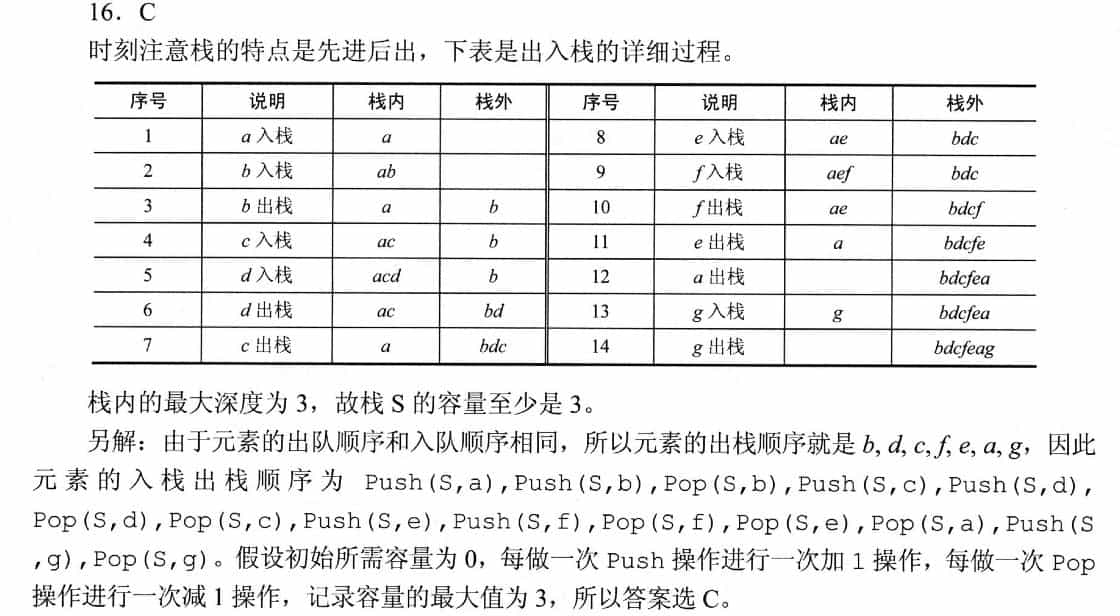 16．C
时刻注意栈的特点是先进后出，下表是出入栈的详细过程。
序号 说明 栈内 栈外 序号 说明 栈内 栈外
1 a 入栈 a 8 e 入栈 ae bdc
2 b 入栈 ab 9 f 入栈 aef bdc
3 b 出栈 a b 10 f 出栈 ae bdcf
4 c 入栈 ac b 11 e 出栈 a bdcfe
5 d 入栈 acd b 12 a 出栈 bdcfea
6 d 出栈 ac bd 13 g 入栈 g bdcfea
7 c 出栈 a bdc 14 g 出栈 bdcfeag
栈内的最大深度为 3，故栈 S 的容量至少是 3。
另解：由于元素的出队顺序和入队顺序相同，所以元素的出栈顺序就是 b, d, c, f, e, a, g，因此
元素的入栈出栈顺序为 Push(S,a),Push(S,b),Pop(S,b),Push(S,c),Push(S,d),
Pop(S,d),Pop(S,c),Push(S,e),Push(S,f),Pop(S,f),Pop(S,e),Pop(S,a),Push(S
,g),Pop(S,g)。假设初始所需容量为 0，每做一次 Push 操作进行一次加 1 操作，每做一次 Pop
操作进行一次减 1 操作，记录容量的最大值为 3，所以答案选 C。